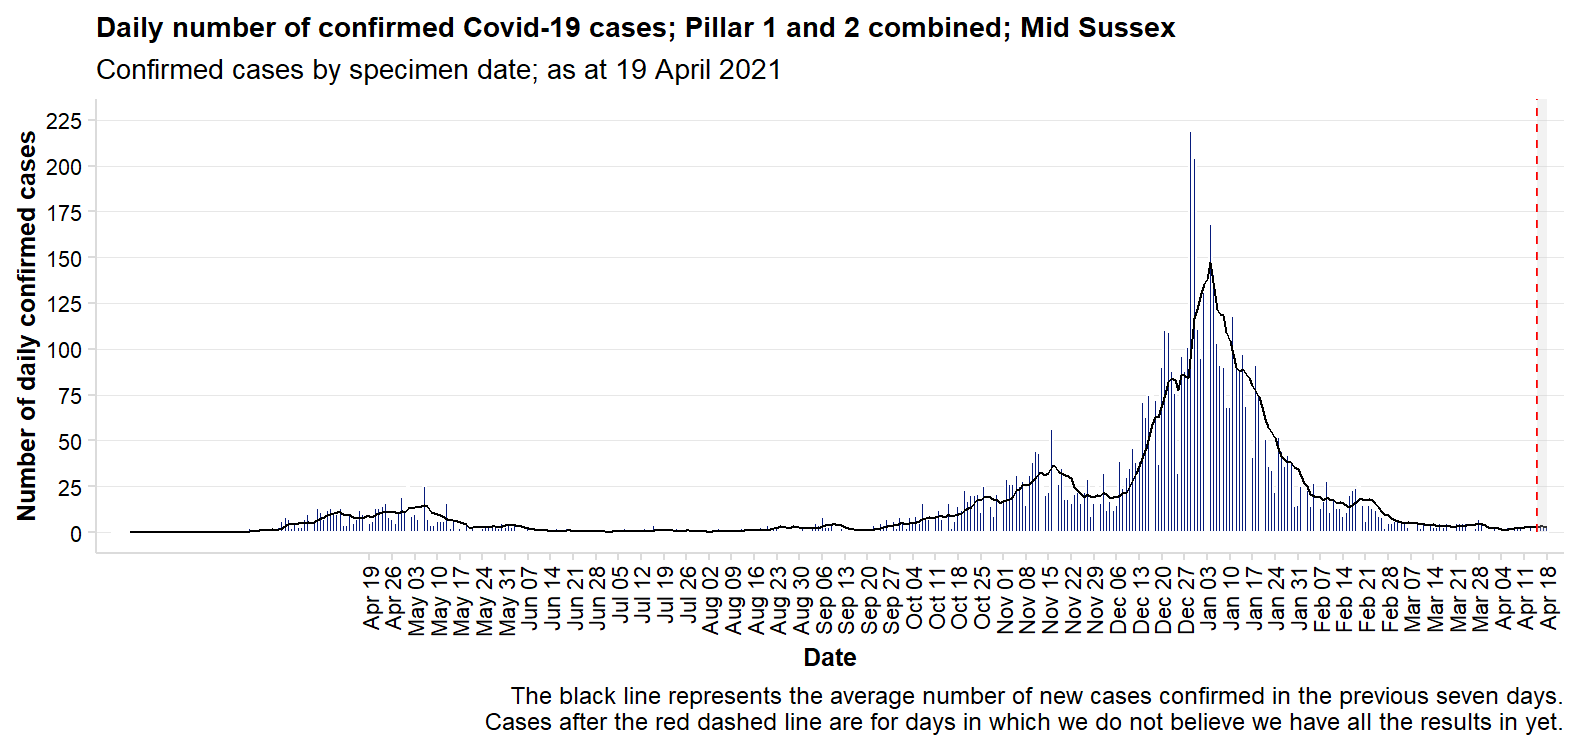 Daily number of confirmed Covid-19 cases; Pillar 1 and 2 combined; Mid Sussex
Confirmed cases by specimen date; as at 19 April 2021
Number of daily confirmed cases
225
200
175
150
125
100
75
50
25
0
Apr 19
Apr 26
May 03
May 10
May 17
May 24
May 31
Jun 07
Jun 14
Jun 21
Jun 28
Jul 05
Jul 12
Jul 19
Jul 26
Aug 02
Aug 09
Aug 16
Aug 23
Aug 30
Sep 06
Sep 13
Sep 20
Sep 27
Oct 04
Oct 11
Oct 18
Oct 25
Nov 01
Nov 08
Nov 15
Nov 22
Nov 29
Dec 06
Dec 13
Dec 20
Dec 27
Jan 03
Jan 10
Jan 17
Jan 24
Jan 31
Feb 07
Feb 14
Feb 21
Feb 28
Mar 07
Mar 14
Mar 21
Mar 28
Apr 04
Apr 11
Apr 18
Date
The black line represents the average number of new cases confirmed in the previous seven days.
Cases after the red dashed line are for days in which we do not believe we have all the results in yet.